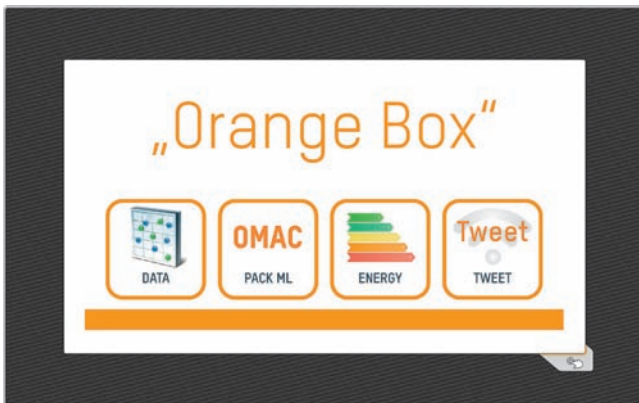 „Orange Box“
OMAC
Tweet
DATA
PACK ML
ENERGY
TWEET